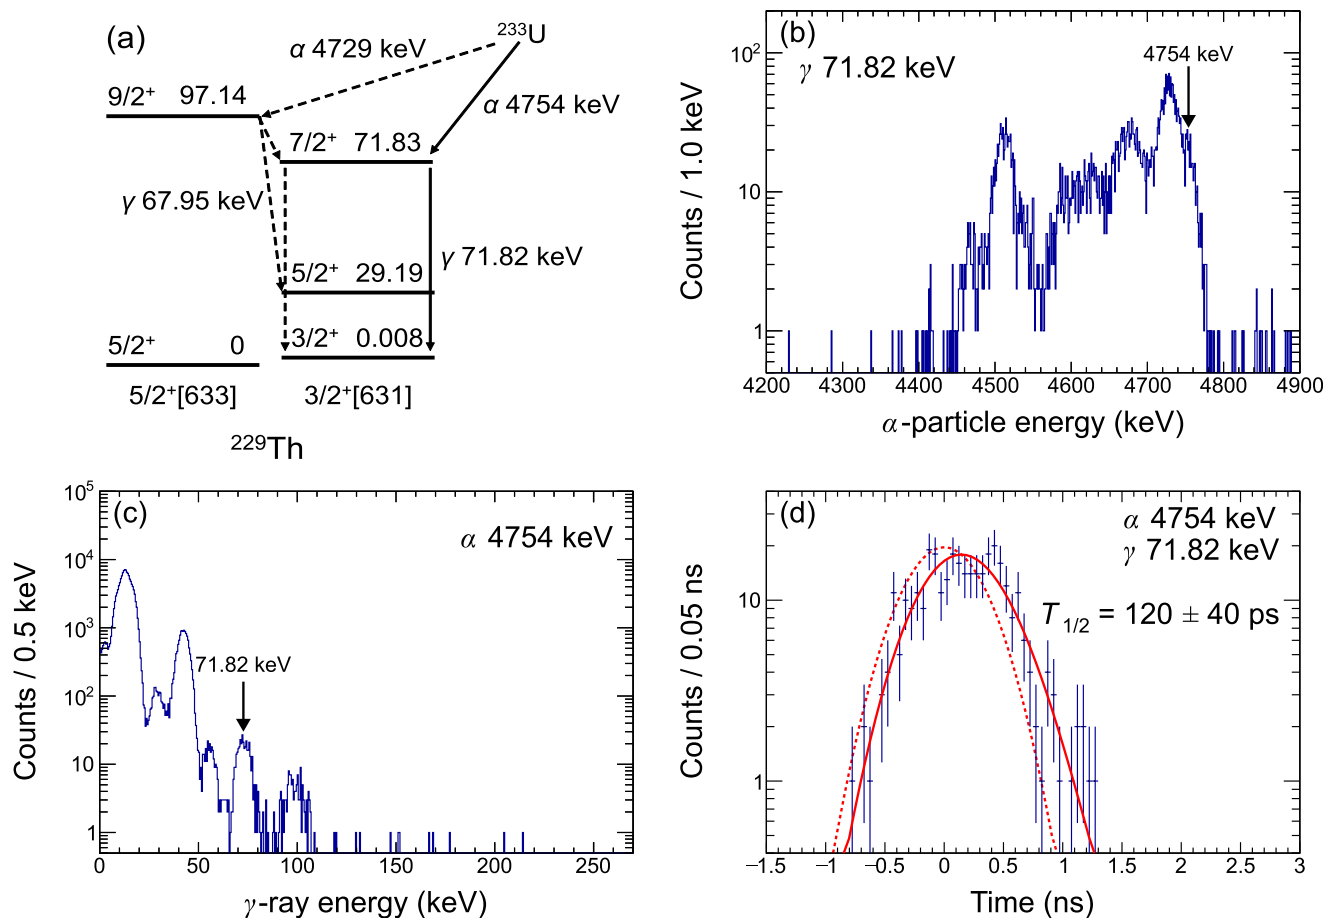 (a)
²³³U
α 4729 keV
α 4754 keV
9/2⁺ 97.14
7/2⁺ 71.83
γ 67.95 keV
γ 71.82 keV
5/2⁺ 29.19
3/2⁺ 0.008
5/2⁺ 0
5/2⁺[633] 3/2⁺[631]
²²⁹Th
(b)
γ 71.82 keV
4754 keV
Counts / 1.0 keV
10²
10
1
4200 4300 4400 4500 4600 4700 4800 4900
α-particle energy (keV)
(c)
α 4754 keV
71.82 keV
Counts / 0.5 keV
10⁵
10⁴
10³
10²
10
1
0 50 100 150 200 250
γ-ray energy (keV)
(d)
α 4754 keV
γ 71.82 keV
T₁/₂ = 120 ± 40 ps
Counts / 0.05 ns
10
1
−1.5 −1 −0.5 0 0.5 1 1.5 2 2.5 3
Time (ns)